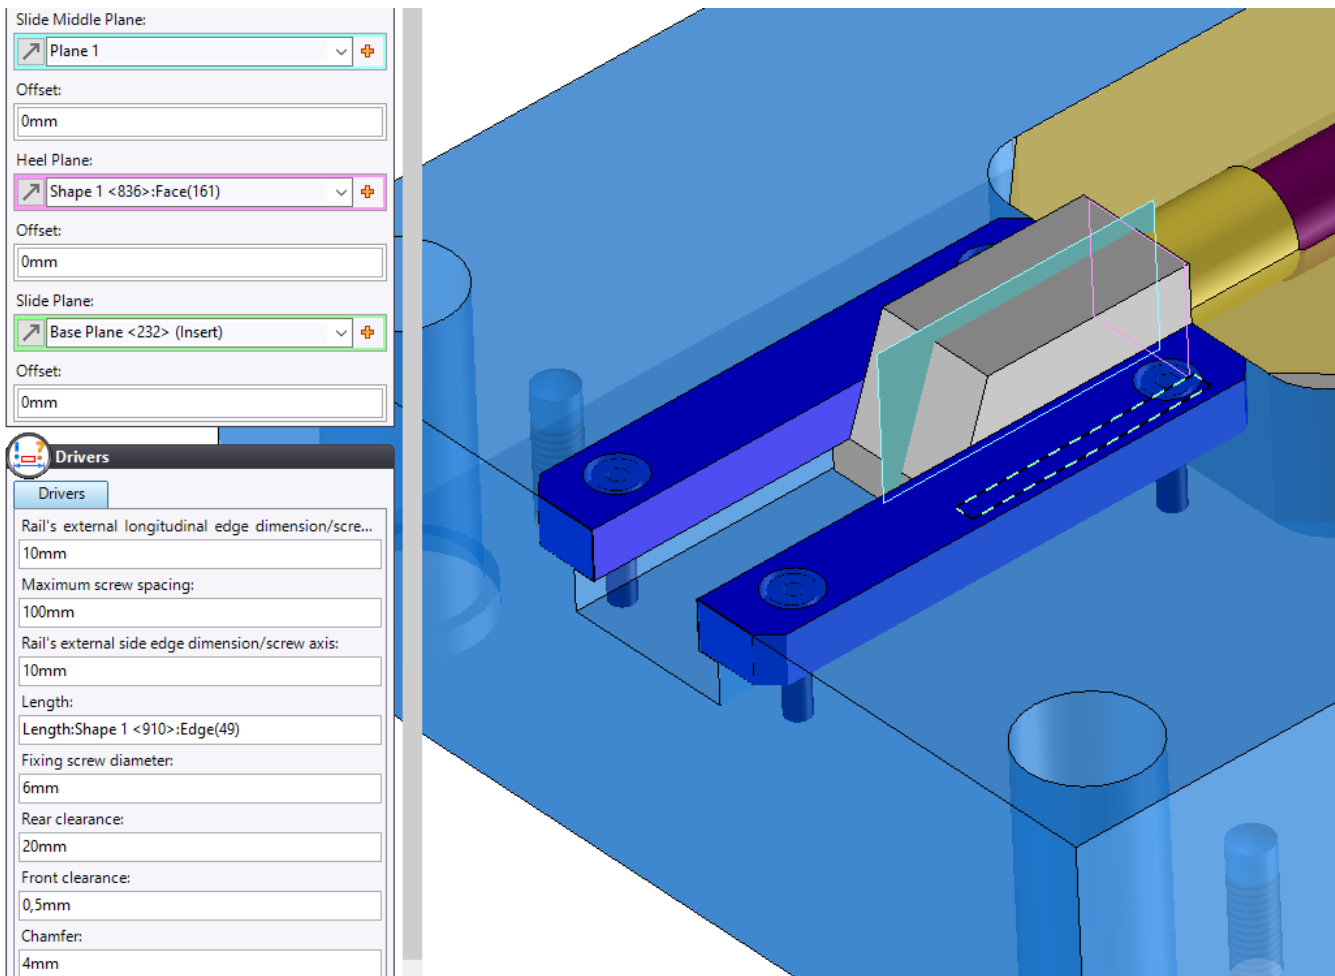 Slide Middle Plane:
Plane 1
Offset:
0mm
Heel Plane:
Shape 1 <836>:Face(161)
Offset:
0mm
Slide Plane:
Base Plane <232> (Insert)
Offset:
0mm
Drivers
Drivers
Rail's external longitudinal edge dimension/scre...
10mm
Maximum screw spacing:
100mm
Rail's external side edge dimension/screw axis:
10mm
Length:
Length:Shape 1 <910>:Edge(49)
Fixing screw diameter:
6mm
Rear clearance:
20mm
Front clearance:
0,5mm
Chamfer:
4mm